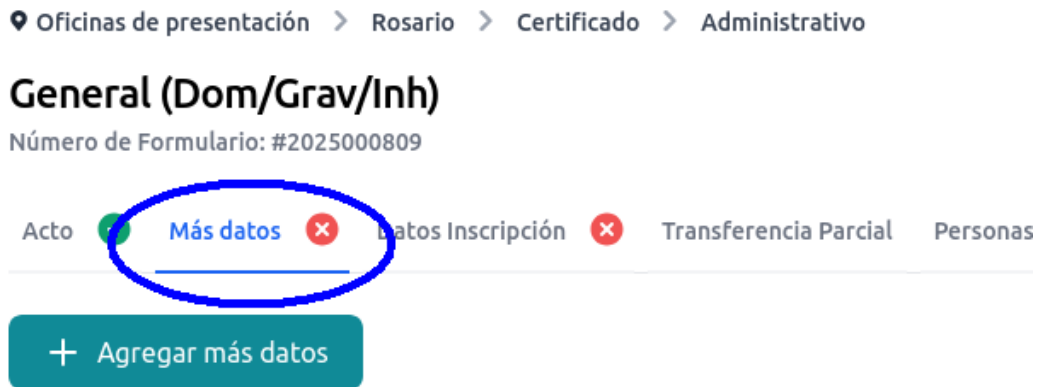 Oficinas de presentación > Rosario > Certificado > Administrativo
General (Dom/Grav/Inh)
Número de Formulario: #2025000809
Acto Más datos Datos Inscripción Transferencia Parcial Personas
+ Agregar más datos